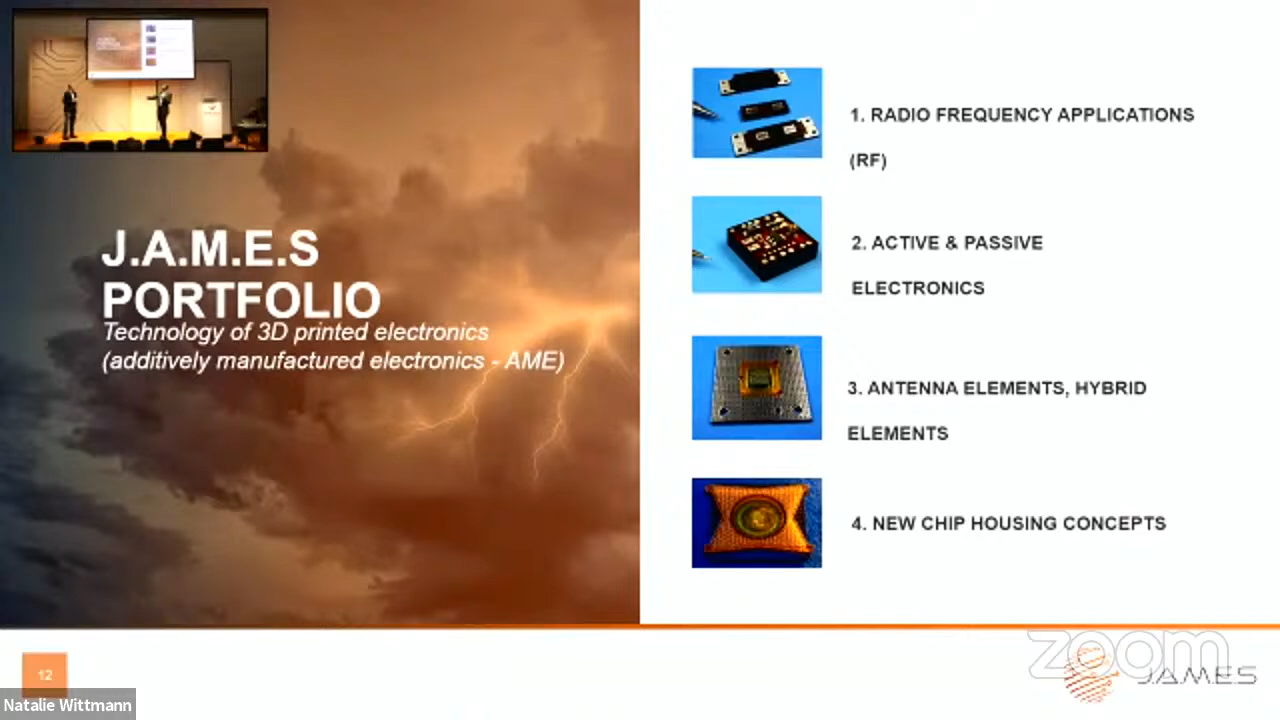 J.A.M.E.S
PORTFOLIO
Technology of 3D printed electronics
(additively manufactured electronics - AME)
1. RADIO FREQUENCY APPLICATIONS
(RF)
2. ACTIVE & PASSIVE
ELECTRONICS
3. ANTENNA ELEMENTS, HYBRID
ELEMENTS
4. NEW CHIP HOUSING CONCEPTS
12
Natalie Wittmann
zoom
J.A.M.E.S